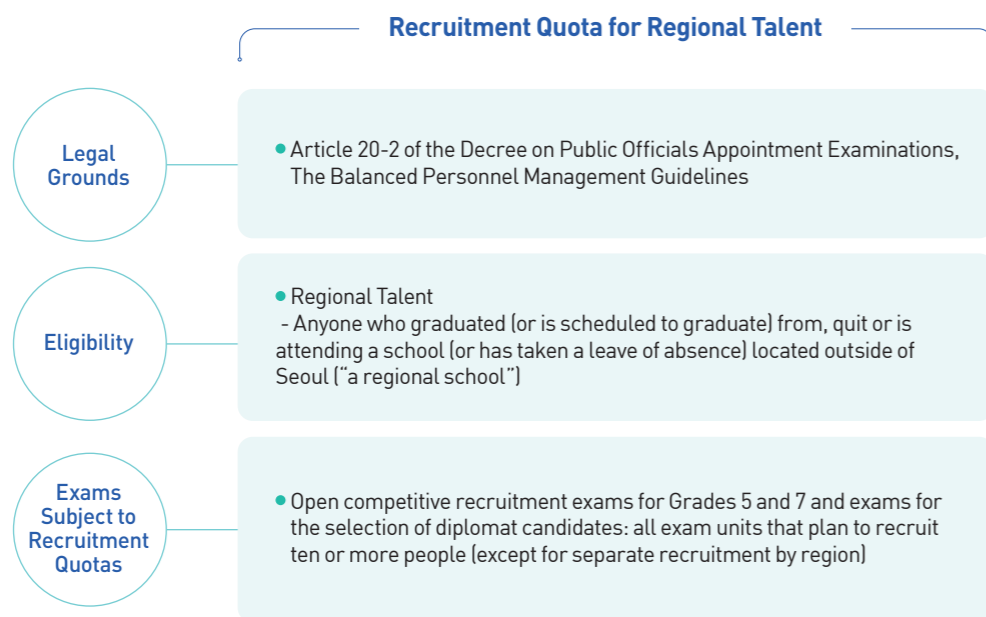 Recruitment Quota for Regional Talent
Legal
Grounds
• Article 20-2 of the Decree on Public Officials Appointment Examinations,
The Balanced Personnel Management Guidelines
Eligibility
• Regional Talent
- Anyone who graduated (or is scheduled to graduate) from, quit or is
attending a school (or has taken a leave of absence) located outside of
Seoul (“a regional school”)
Exams
Subject to
Recruitment
Quotas
• Open competitive recruitment exams for Grades 5 and 7 and exams for
the selection of diplomat candidates: all exam units that plan to recruit
ten or more people (except for separate recruitment by region)